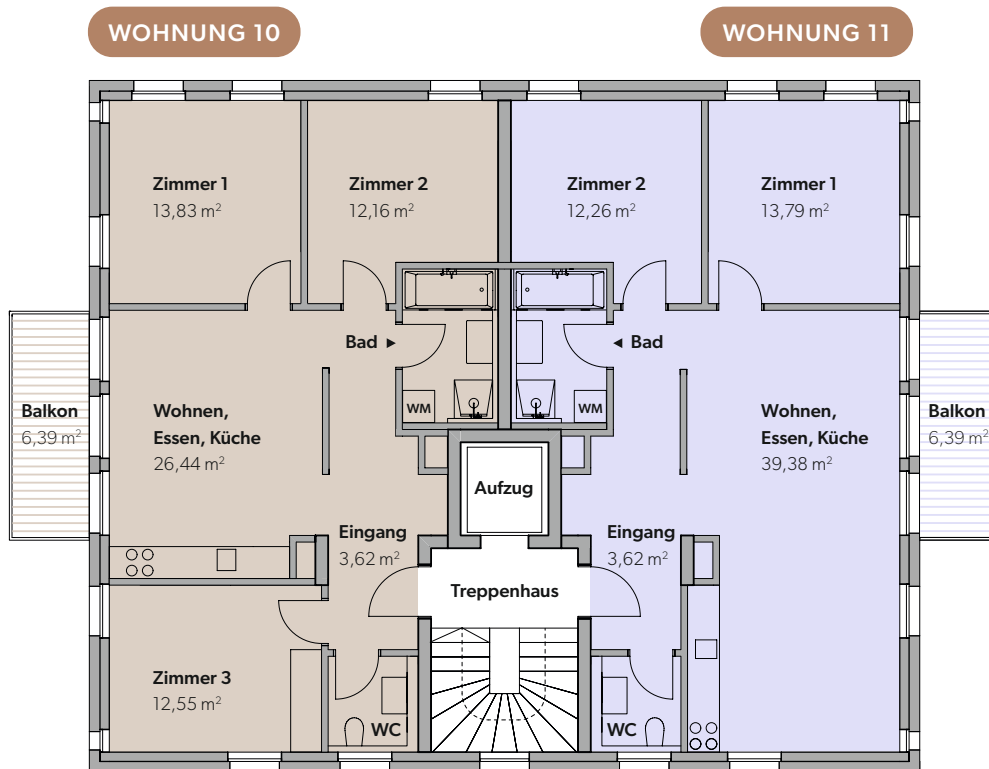 WOHNUNG 10
WOHNUNG 11
Zimmer 1
13,83 m²
Zimmer 2
12,16 m²
Zimmer 2
12,26 m²
Zimmer 1
13,79 m²
Bad
Bad
Balkon
6,39 m²
Wohnen,
Essen, Küche
26,44 m²
WM
WM
Wohnen,
Essen, Küche
39,38 m²
Balkon
6,39 m²
Aufzug
Eingang
3,62 m²
Eingang
3,62 m²
Treppenhaus
Zimmer 3
12,55 m²
WC
WC